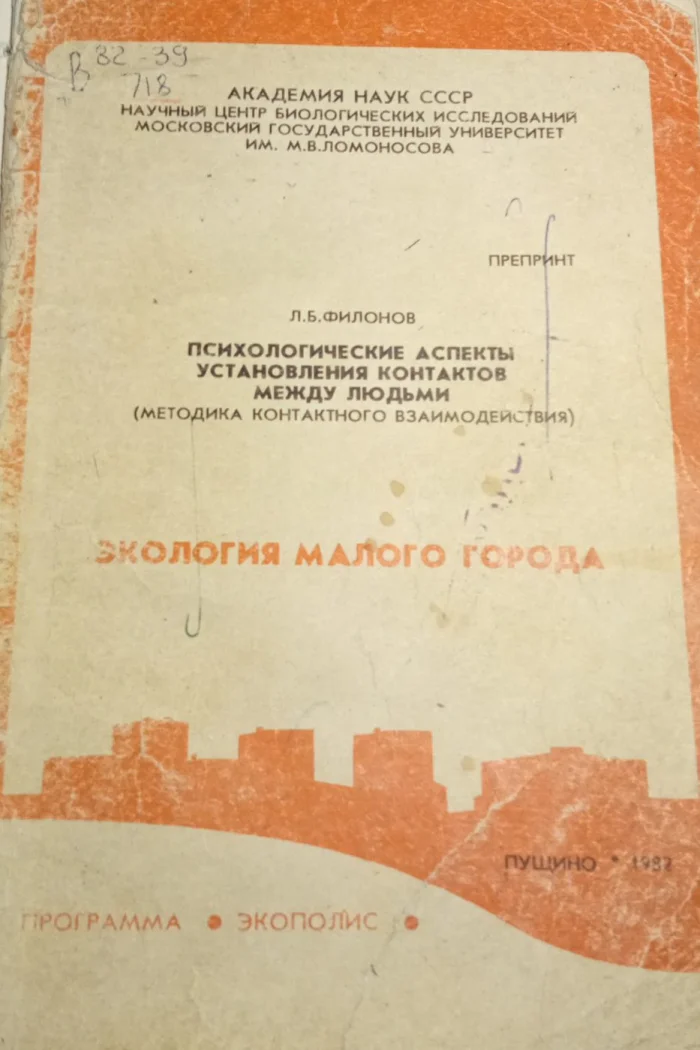 В 82-39
718
АКАДЕМИЯ НАУК СССР
НАУЧНЫЙ ЦЕНТР БИОЛОГИЧЕСКИХ ИССЛЕДОВАНИЙ
МОСКОВСКИЙ ГОСУДАРСТВЕННЫЙ УНИВЕРСИТЕТ
ИМ. М.В.ЛОМОНОСОВА
ПРЕПРИНТ
Л.Б.ФИЛОНОВ
ПСИХОЛОГИЧЕСКИЕ АСПЕКТЫ
УСТАНОВЛЕНИЯ КОНТАКТОВ
МЕЖДУ ЛЮДЬМИ
(МЕТОДИКА КОНТАКТНОГО ВЗАИМОДЕЙСТВИЯ)
ЭКОЛОГИЯ МАЛОГО ГОРОДА
ПУЩИНО • 1982
ПРОГРАММА • ЭКОПОЛИС •